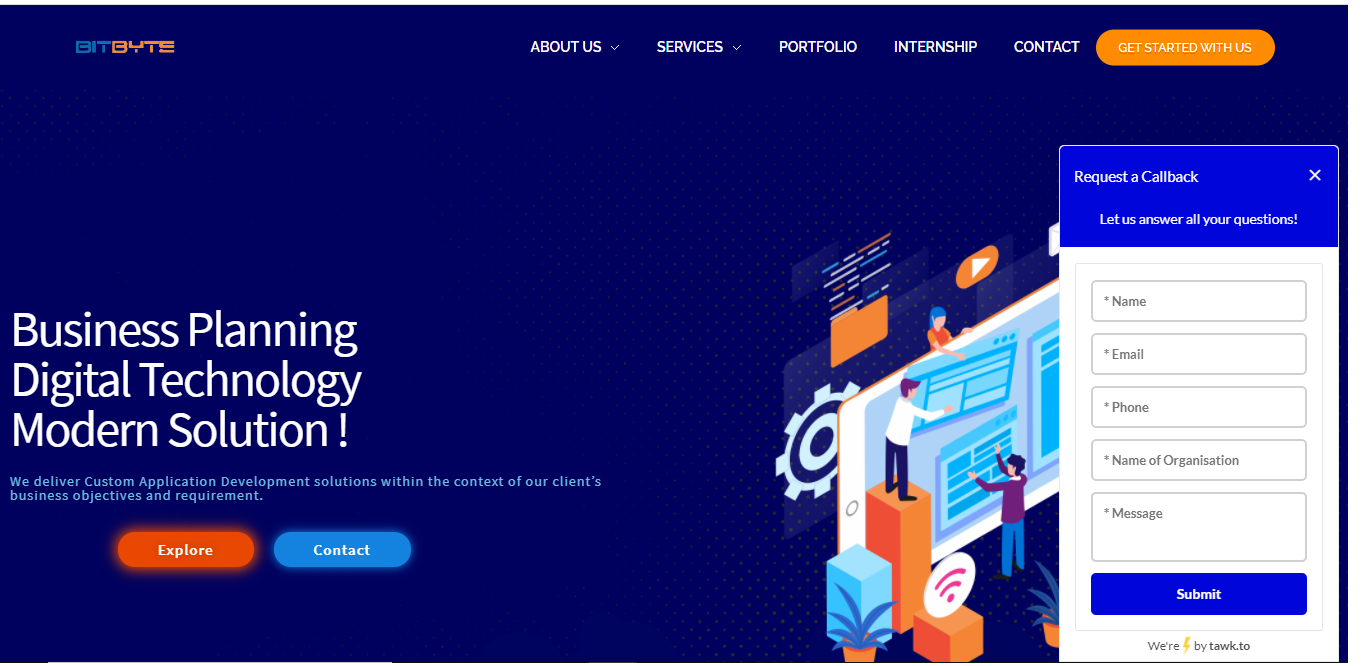 BITBYTE
ABOUT US
SERVICES
PORTFOLIO
INTERNSHIP
CONTACT
GET STARTED WITH US
Business Planning
Digital Technology
Modern Solution !
We deliver Custom Application Development solutions within the context of our client’s
business objectives and requirement.
Explore
Contact
Request a Callback
Let us answer all your questions!
* Name
* Email
* Phone
* Name of Organisation
* Message
Submit
We're by tawk.to